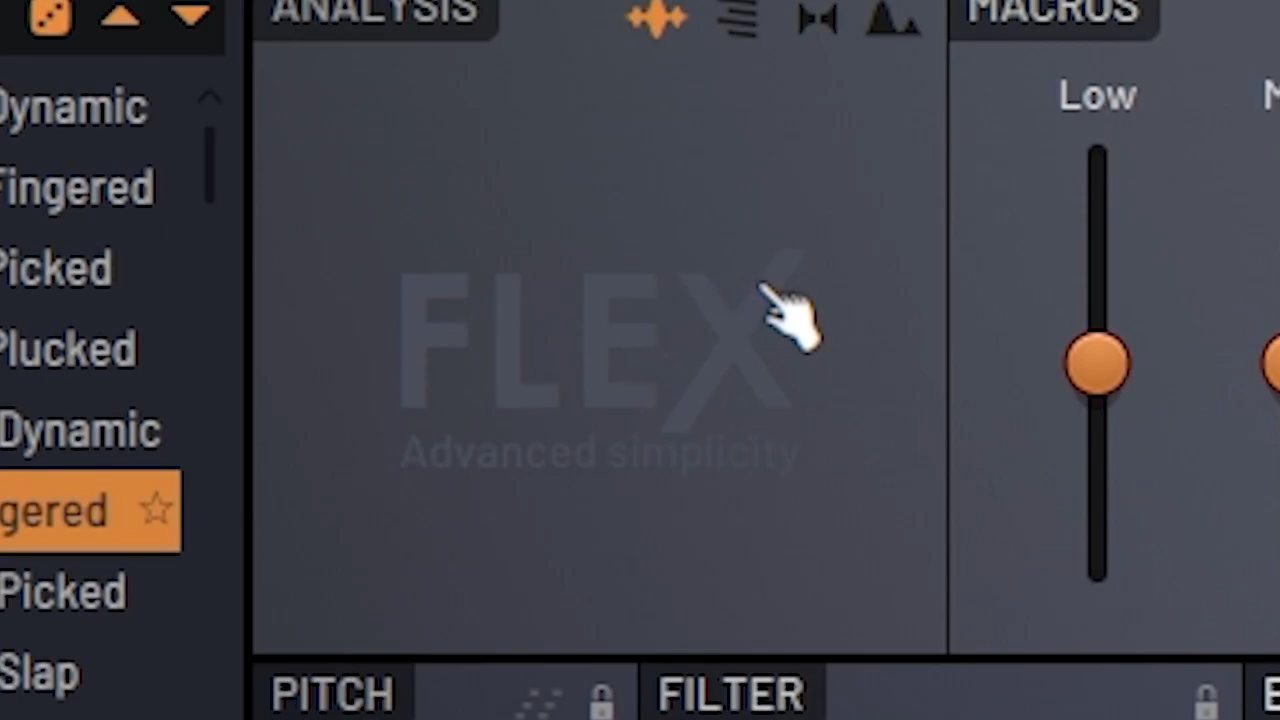 ANALYSIS
MACROS
Dynamic
Fingered
Picked
Plucked
Dynamic
gered
Picked
Slap
Low
FLEX
Advanced simplicity
PITCH
FILTER